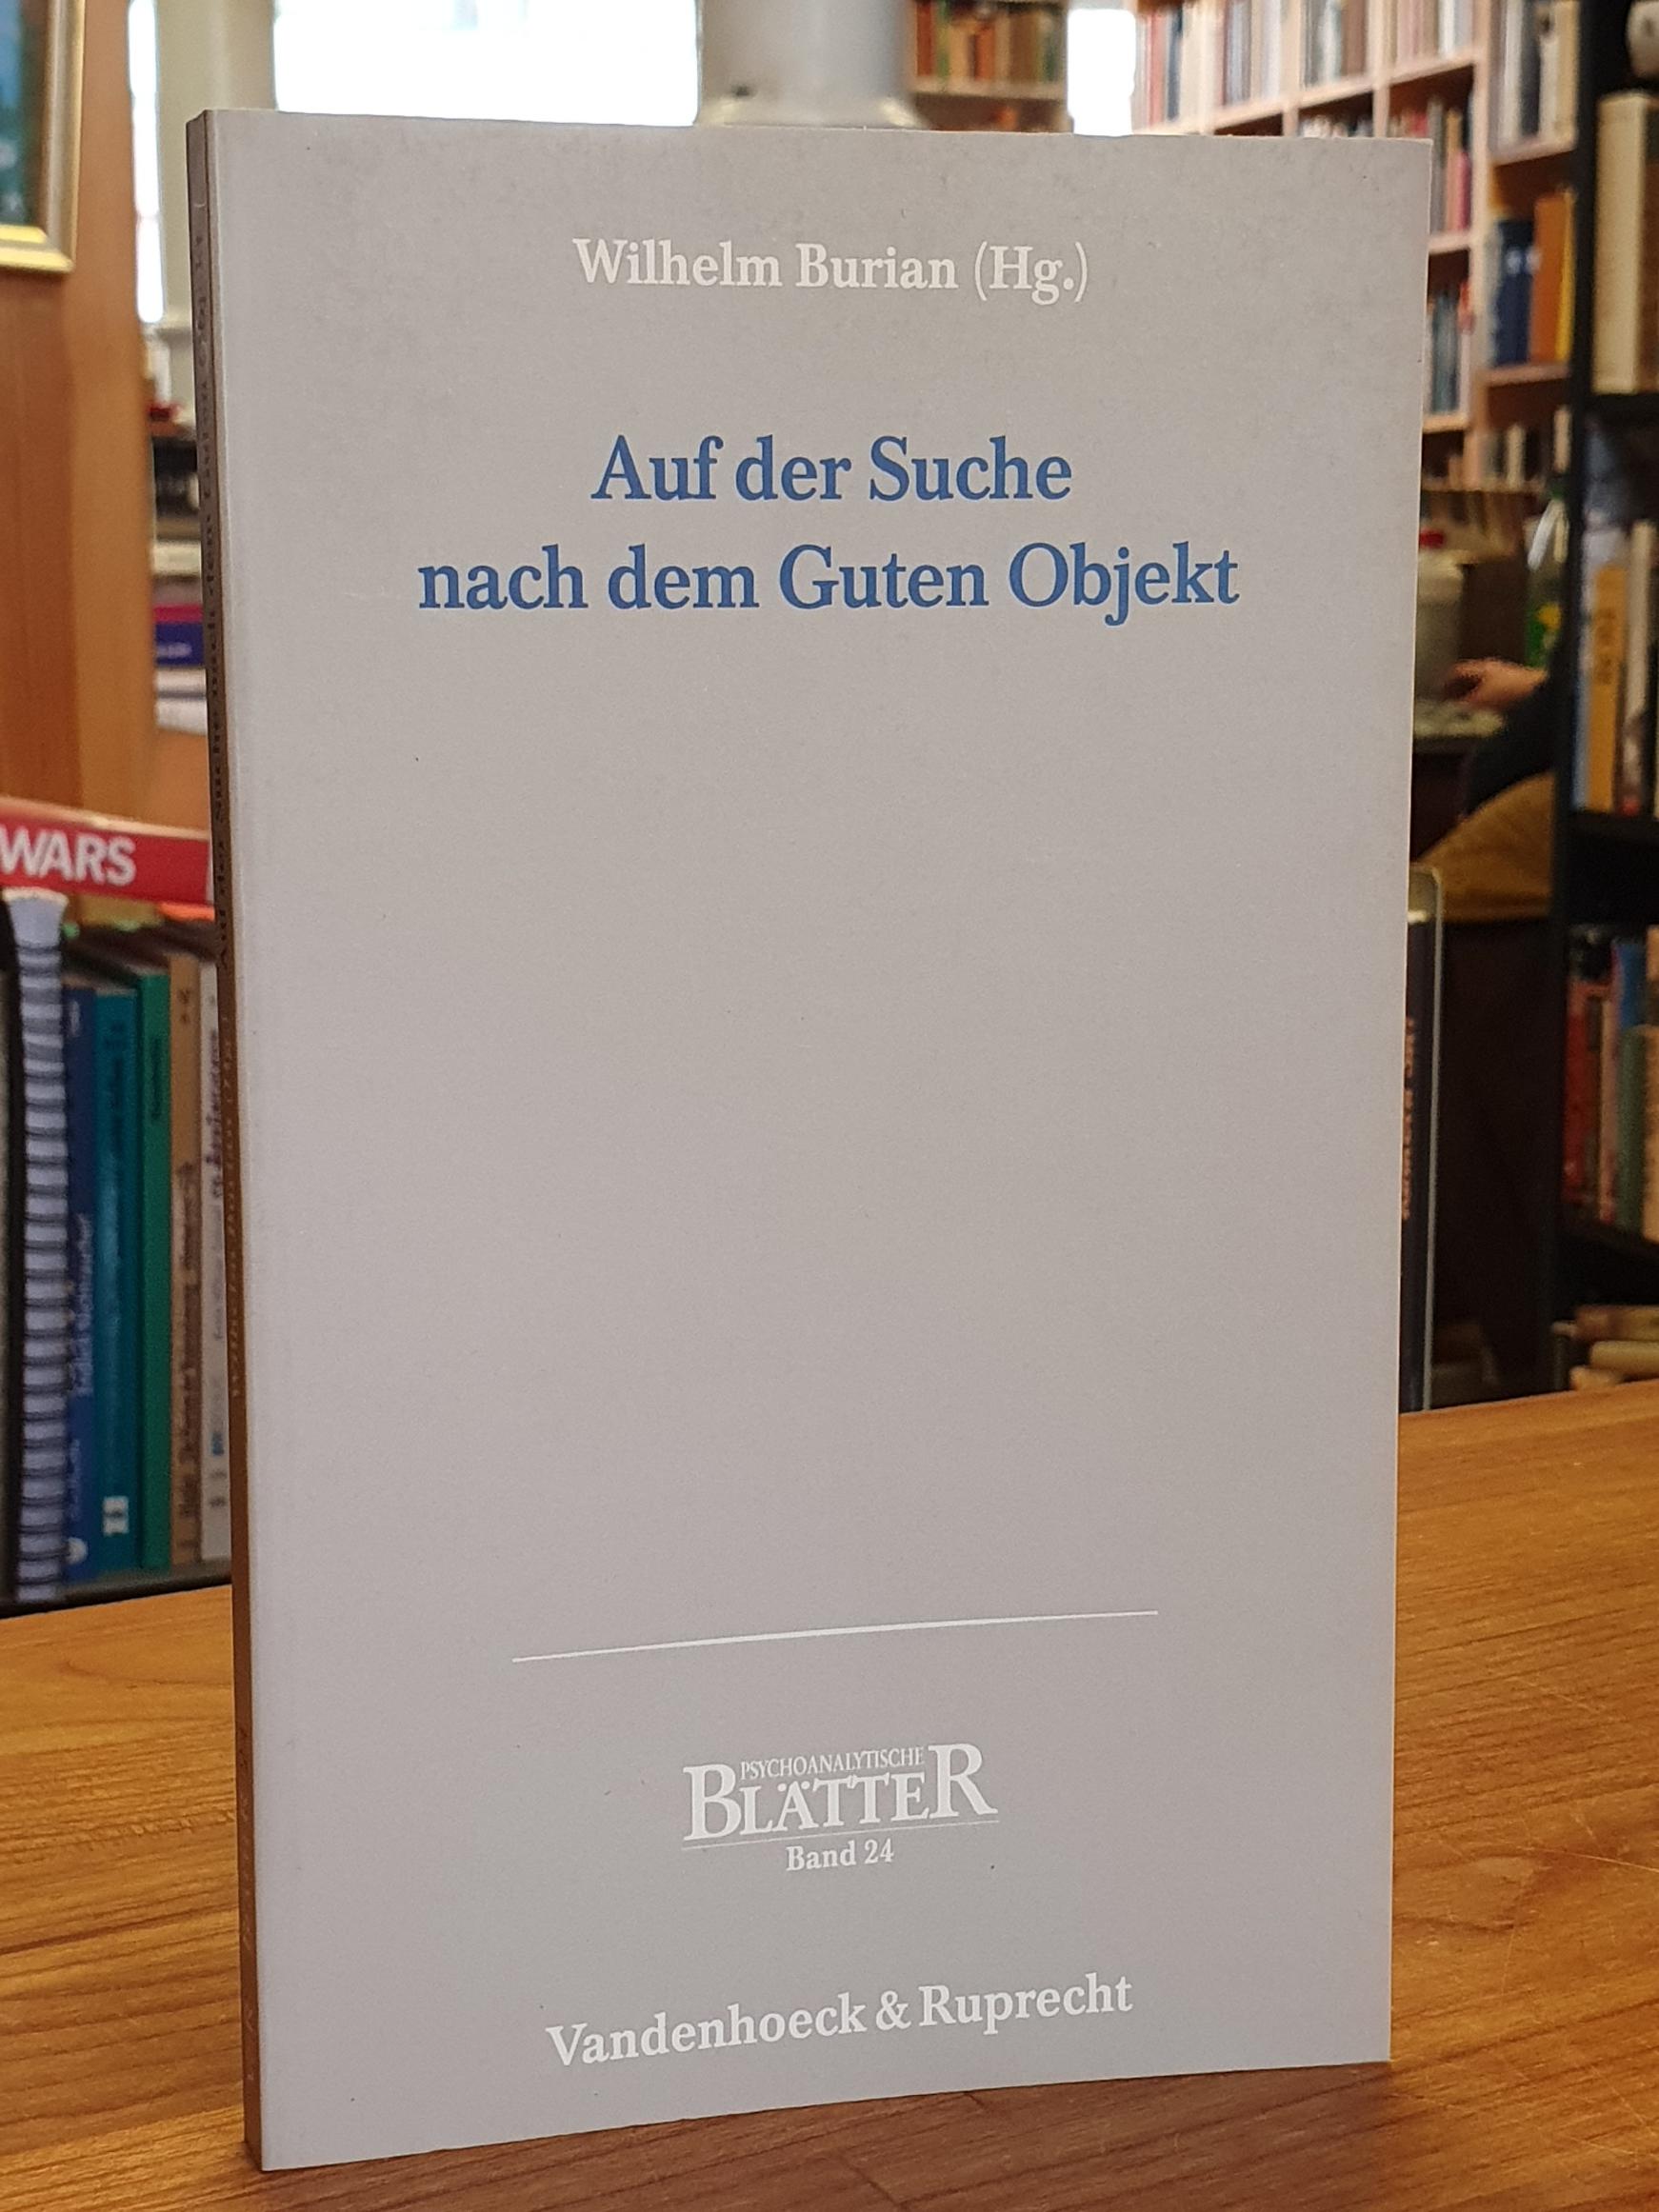 Wilhelm Burian (Hg.)
Auf der Suche
nach dem Guten Objekt
WARS
PSYCHOANALYTISCHE
BLÄTTER
Band 24
Vandenhoeck & Ruprecht